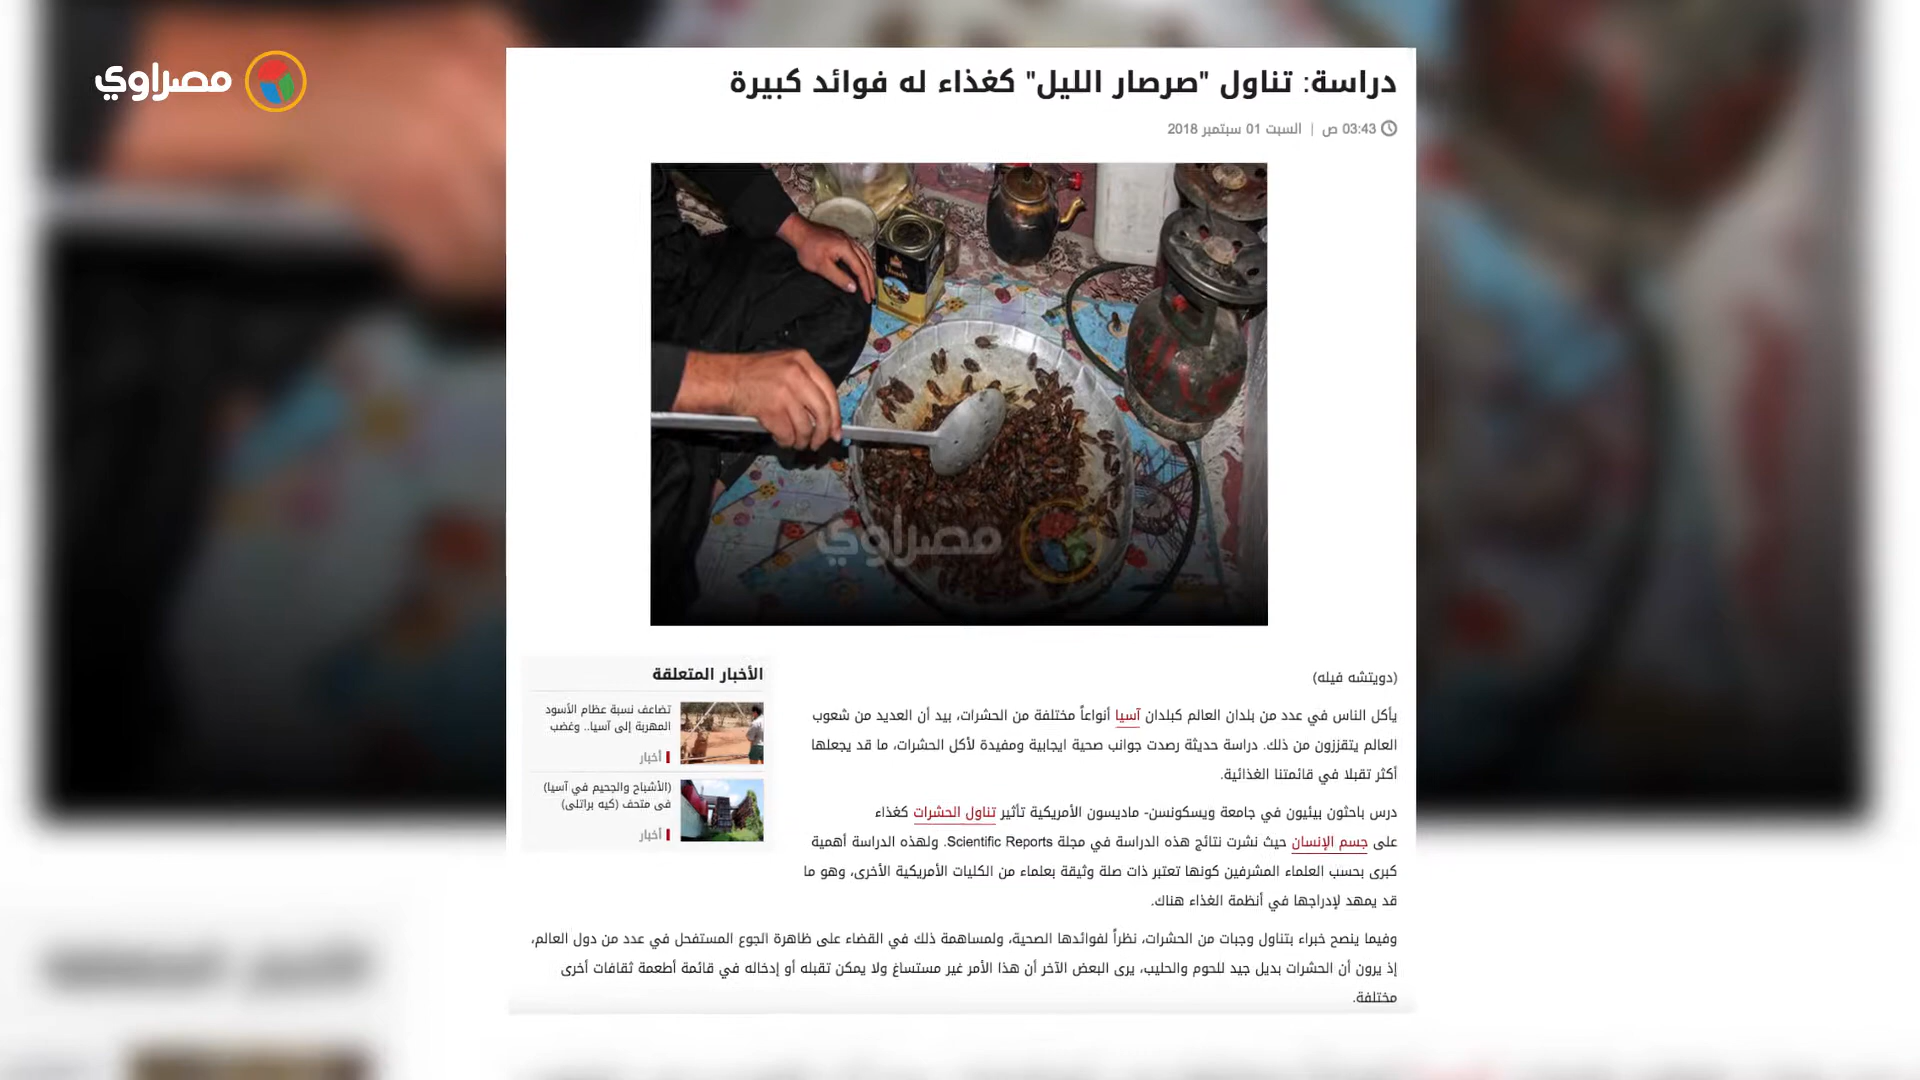 مصراوي
دراسة: تناول "صرصار الليل" كغذاء له فوائد كبيرة
03:43 ص | السبت 01 سبتمبر 2018
مصراوي
(دويتشه فيله)
يأكل الناس في عدد من بلدان العالم كبلدان آسيا أنواعاً مختلفة من الحشرات، بيد أن العديد من شعوب
العالم يتقززون من ذلك. دراسة حديثة رصدت جوانب صحية ايجابية ومفيدة لأكل الحشرات، ما قد يجعلها
أكثر تقبلا في قائمتنا الغذائية.
درس باحثون بيئيون في جامعة ويسكونسن- ماديسون الأمريكية تأثير تناول الحشرات كغذاء
على جسم الإنسان حيث نشرت نتائج هذه الدراسة في مجلة Scientific Reports. ولهذه الدراسة أهمية
كبرى بحسب العلماء المشرفين كونها تعتبر ذات صلة وثيقة بعلماء من الكليات الأمريكية الأخرى، وهو ما
قد يمهد لإدراجها في أنظمة الغذاء هناك.
وفيما ينصح خبراء بتناول وجبات من الحشرات، نظراً لفوائدها الصحية، ولمساهمة ذلك في القضاء على ظاهرة الجوع المستفحل في عدد من دول العالم،
إذ يرون أن الحشرات بديل جيد للحوم والحليب، يرى البعض الآخر أن هذا الأمر غير مستساغ ولا يمكن تقبله أو إدخاله في قائمة أطعمة ثقافات أخرى
مختلفة.
الأخبار المتعلقة
تضاعف نسبة عظام الأسود
المهربة إلى آسيا.. وغضب
أخبار
(الأشباح والجحيم في آسيا)
فى متحف (كيه براتلى)
أخبار